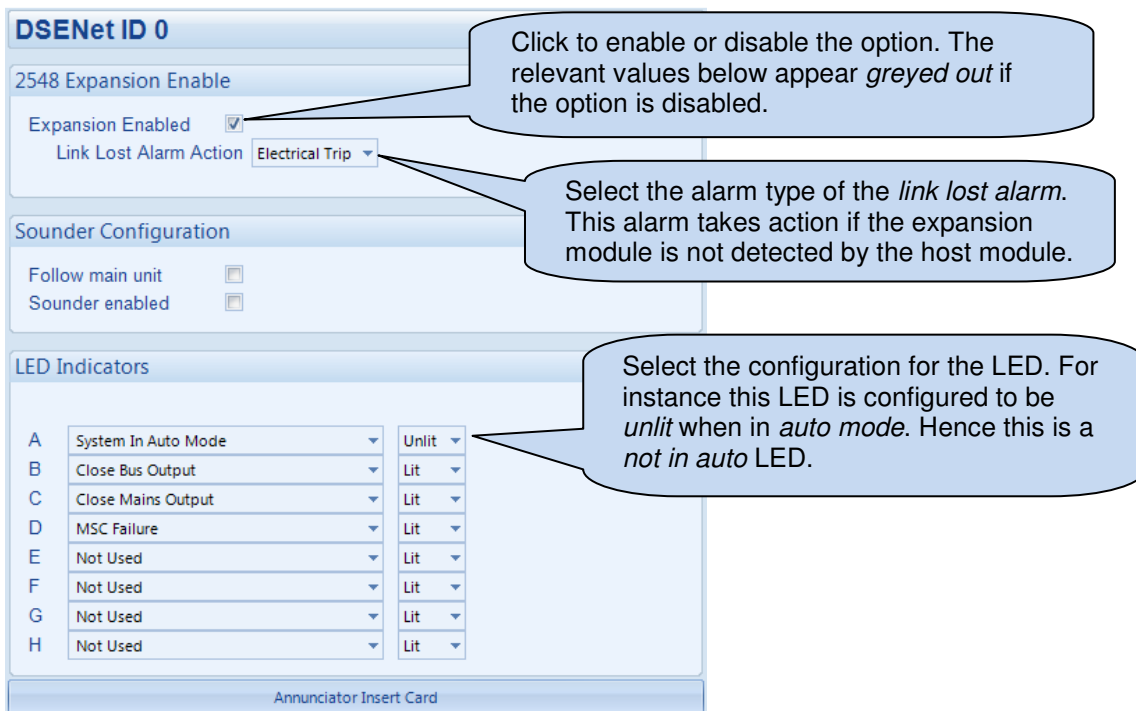 DSENet ID 0
Click to enable or disable the option. The
relevant values below appear greyed out if
the option is disabled.
2548 Expansion Enable
Expansion Enabled
Link Lost Alarm Action Electrical Trip
Select the alarm type of the link lost alarm.
This alarm takes action if the expansion
module is not detected by the host module.
Sounder Configuration
Follow main unit
Sounder enabled
LED Indicators
Select the configuration for the LED. For
instance this LED is configured to be
unlit when in auto mode. Hence this is a
not in auto LED.
A System In Auto Mode Unlit
B Close Bus Output Lit
C Close Mains Output Lit
D MSC Failure Lit
E Not Used Lit
F Not Used Lit
G Not Used Lit
H Not Used Lit
Annunciator Insert Card